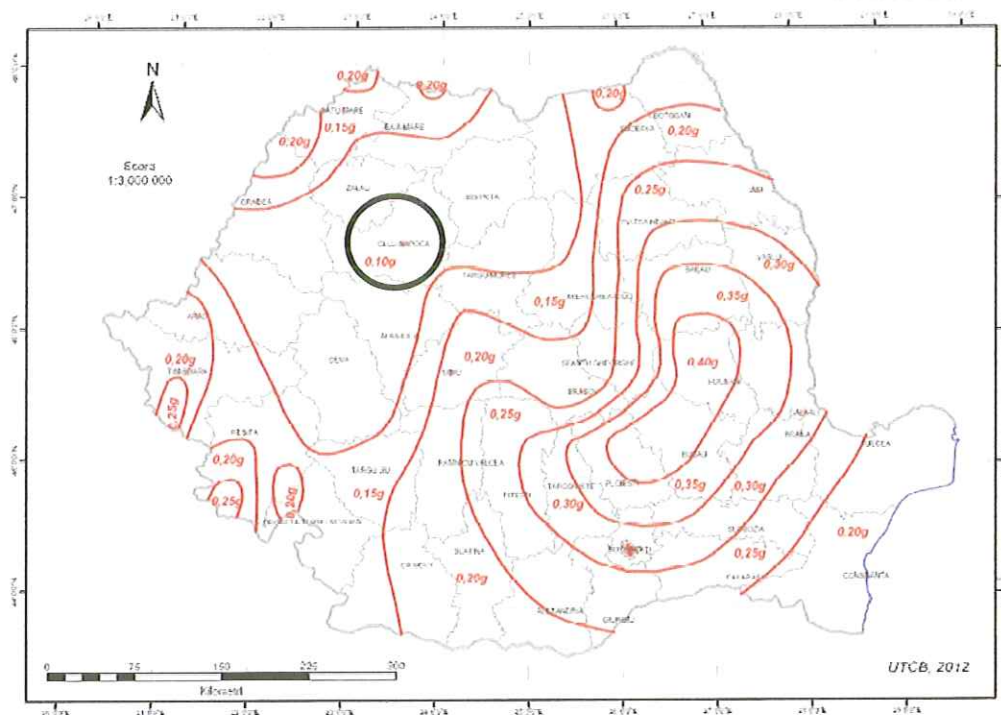 N
Scara
1:3,000,000
0,20g
0,20g
0,20g
SATU MARE
0,15g
BAIA MARE
BOTOSANI
SUCEAVA
0,20g
0,20g
ZALAU
BISTRITA
0,25g
IASI
ORADEA
PIATRA NEAMT
CLUJ-NAPOCA
0,10g
TARGU MURES
VASLUI
0,30g
BACAU
0,15g
MIERCUREA CIUC
0,35g
ARAD
ALBA IULIA
DEVA
0,20g
TIMISOARA
SIBIU
0,20g
SFANTU GHEORGHE
0,40g
FOCSANI
BRASOV
0,25g
0,25g
GALATI
BRAILA
TULCEA
RESITA
0,20g
TARGU JIU
RAMNICU VALCEA
BUZAU
0,15g
PITESTI
TARGOVISTE
PLOIESTI
0,35g
0,30g
0,25g
0,20g
0,30g
DROBETA-TURNU SEVERIN
SLOBOZIA
0,20g
BUCURESTI
0,25g
SLATINA
CRAIOVA
0,20g
CALARASI
CONSTANTA
ALEXANDRIA
GIURGIU
0 75 150 225 300
Kilometri
UTCB, 2012